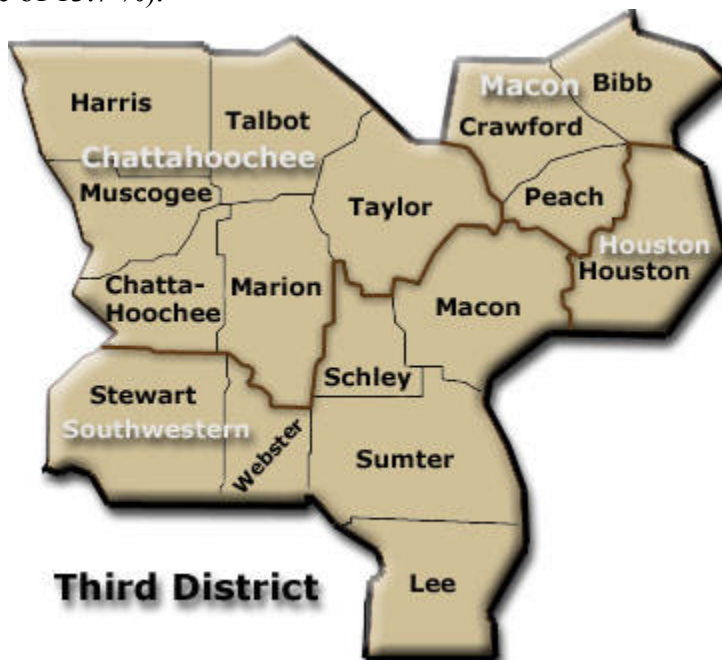 Harris
Talbot
Macon
Bibb
Crawford
Chattahoochee
Muscogee
Taylor
Peach
Houston
Houston
Chatta-
Hoochee
Marion
Macon
Schley
Stewart
Southwestern
Webster
Sumter
Third District
Lee